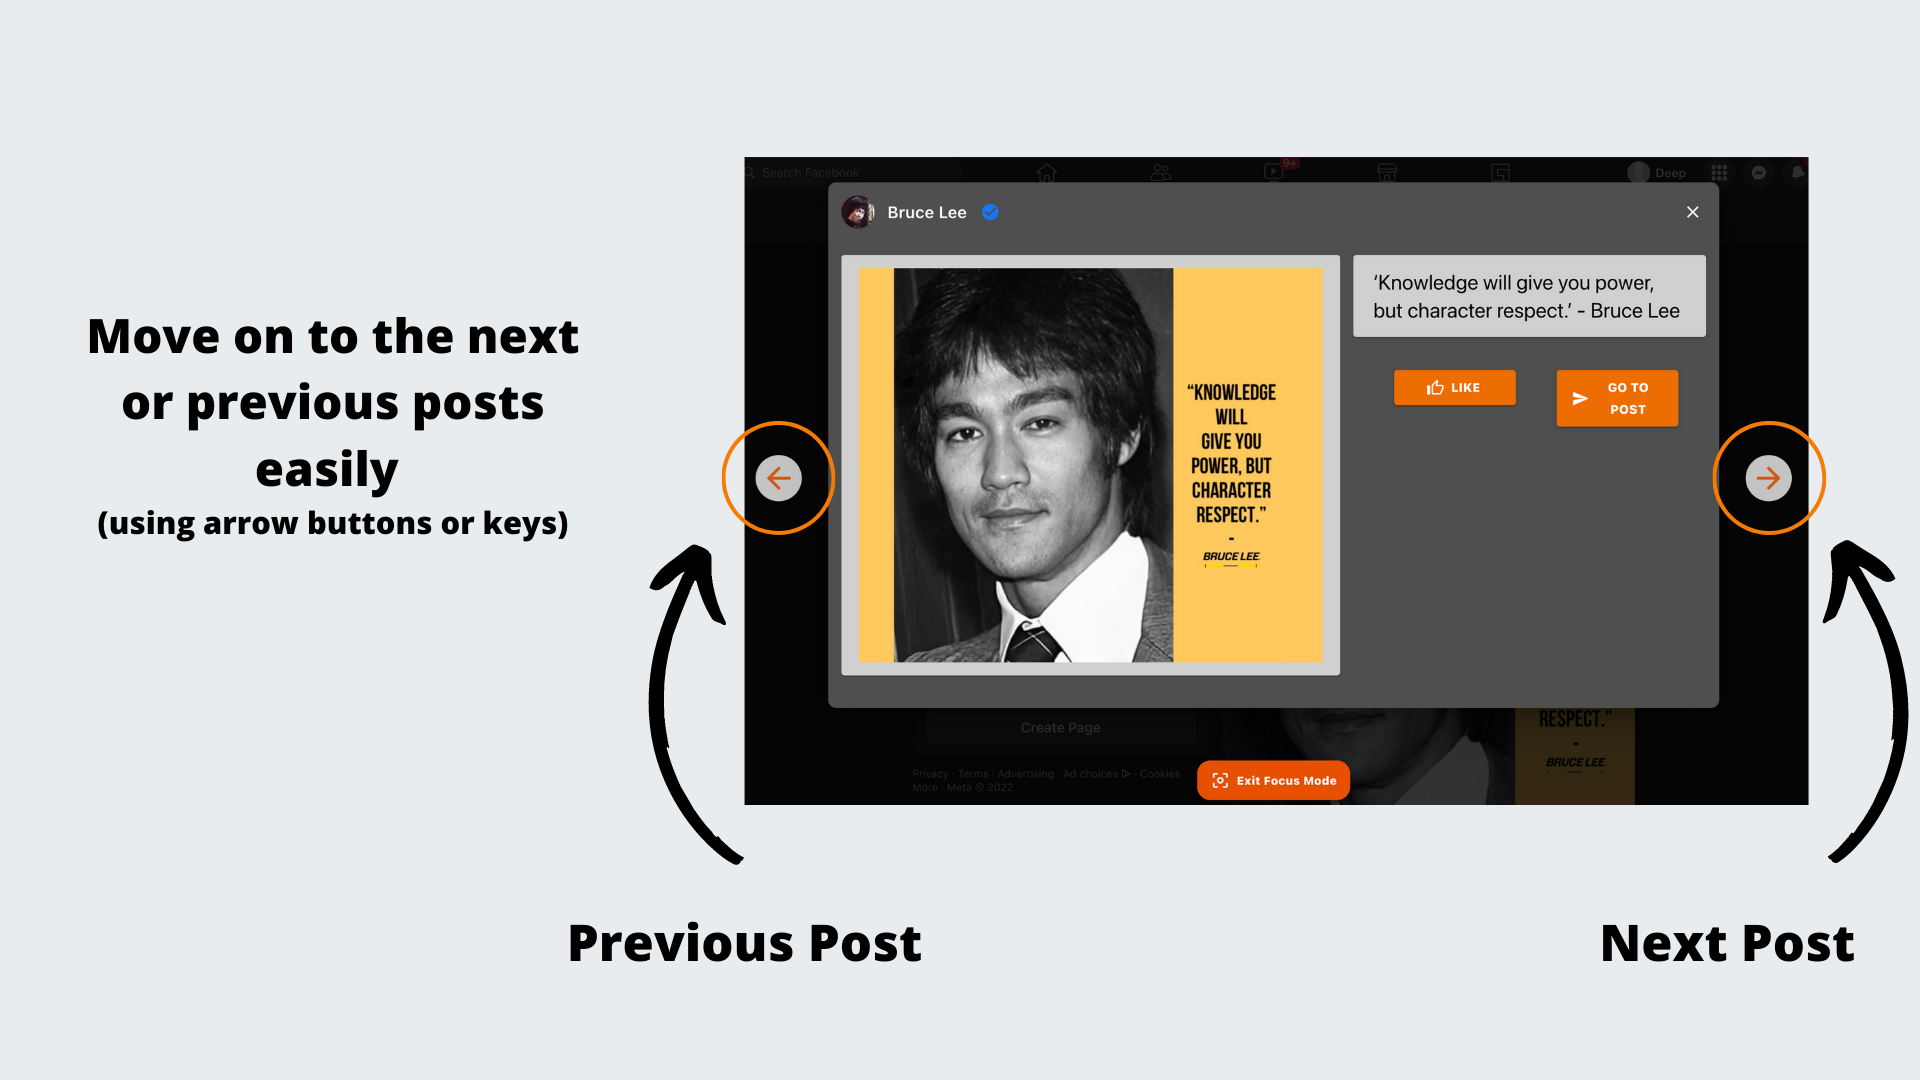 Move on to the next
or previous posts
easily
(using arrow buttons or keys)
Search Facebook
9+
Deep
Bruce Lee
‘Knowledge will give you power,
but character respect.’ - Bruce Lee
LIKE
GO TO
POST
“KNOWLEDGE
WILL
GIVE YOU
POWER, BUT
CHARACTER
RESPECT.”
-
BRUCE LEE
Create Page
RESPECT.”
-
BRUCE LEE
Privacy · Terms · Advertising · Ad choices · Cookies ·
More · Meta © 2022
Exit Focus Mode
Previous Post
Next Post